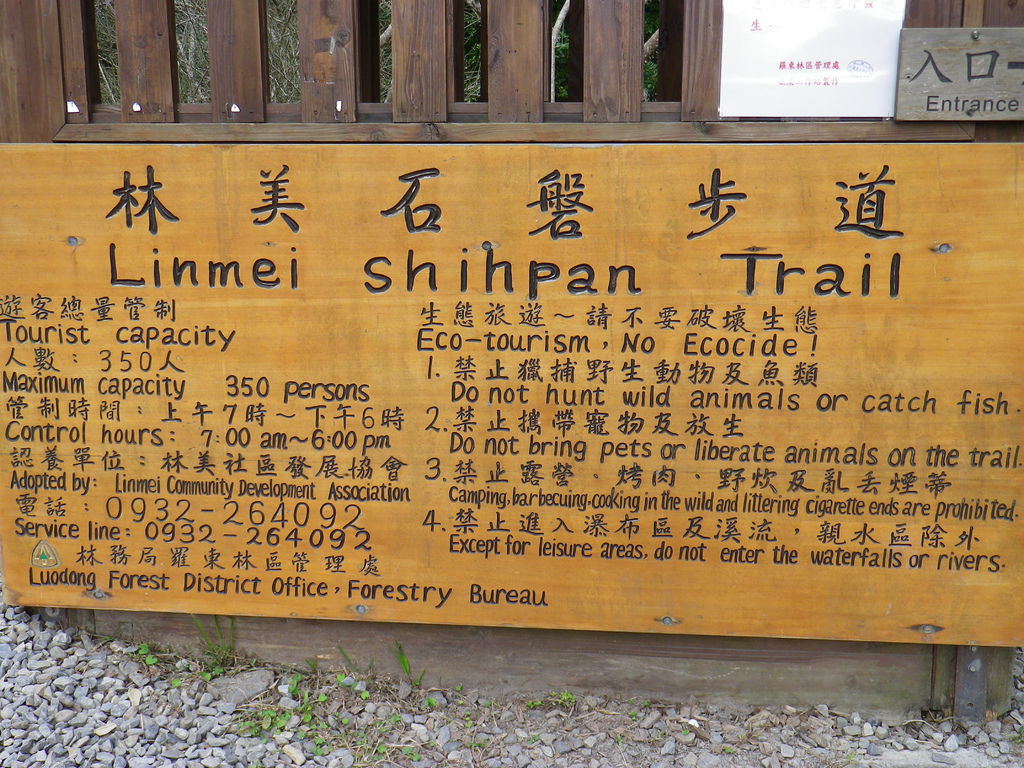 生
羅東林區管理處
入口
Entrance
林美石磐步道
Linmei shihpan Trail
遊客總量管制
Tourist capacity
人數：350人
Maximum capacity 350 persons
管制時間：上午7時～下午6時
Control hours: 7:00 am~6:00 pm
認養單位：林美社區發展協會
Adopted by: Linmei Community Development Association
電話：0932-264092
Service line: 0932-264092
林務局羅東林區管理處
Luodong Forest District Office, Forestry Bureau
生態旅遊～請不要破壞生態
Eco-tourism, No Ecocide!
1. 禁止獵捕野生動物及魚類
Do not hunt wild animals or catch fish.
2. 禁止攜帶寵物及放生
Do not bring pets or liberate animals on the trail.
3. 禁止露營、烤肉、野炊及亂丟煙蒂
Camping, barbecuing, cooking in the wild and littering cigarette ends are prohibited.
4. 禁止進入瀑布區及溪流，親水區除外
Except for leisure areas, do not enter the waterfalls or rivers.